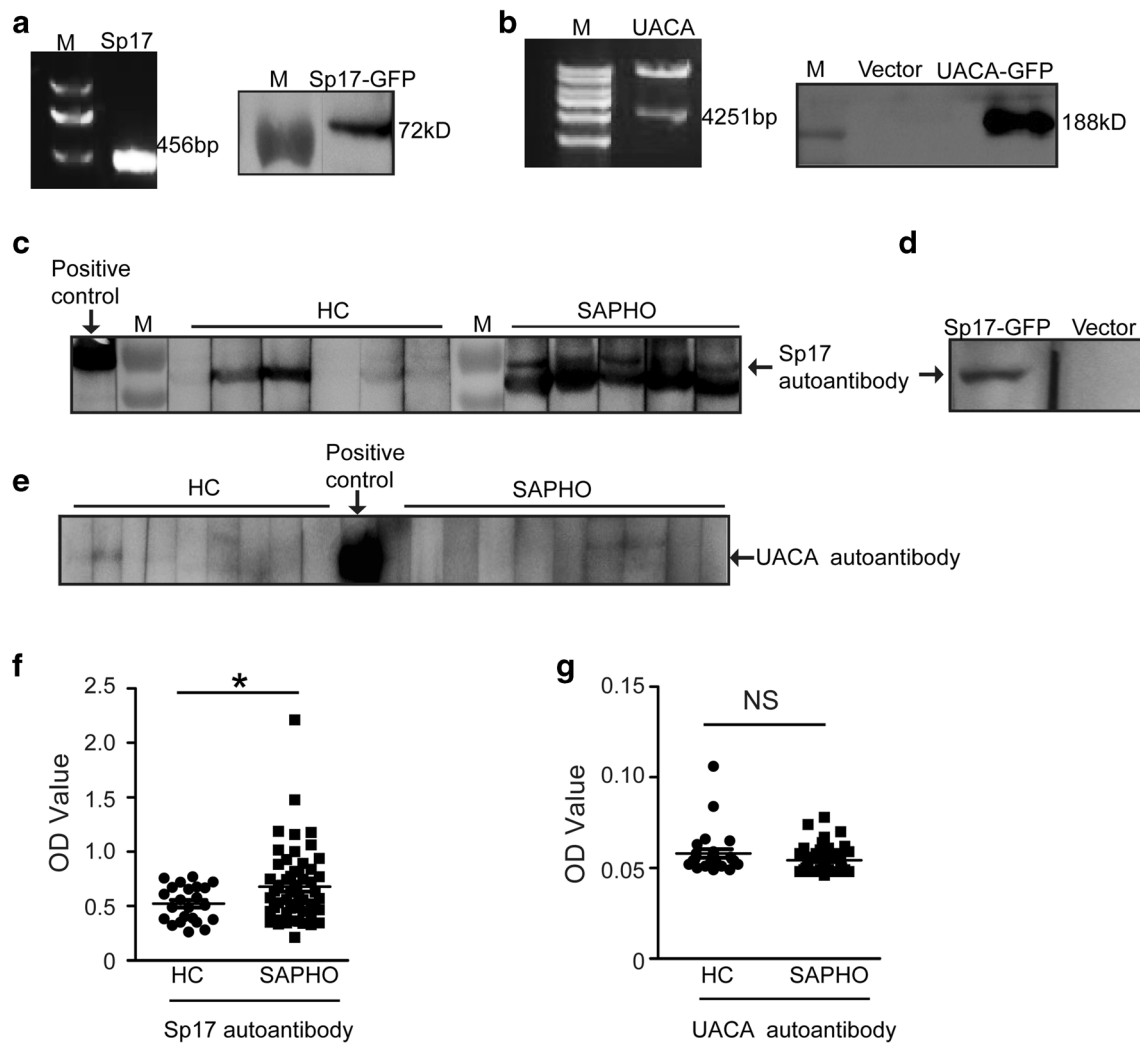 a
M Sp17
456bp
M Sp17-GFP
72kD
b
M UACA
4251bp
M Vector UACA-GFP
188kD
c
Positive
control
M
HC
M
SAPHO
Sp17
autoantibody
d
Sp17-GFP Vector
e
HC
Positive
control
SAPHO
UACA autoantibody
f
2.5
2.0
1.5
1.0
0.5
0
OD Value
*
HC SAPHO
Sp17 autoantibody
g
0.15
0.10
0.05
0
OD Value
NS
HC SAPHO
UACA autoantibody